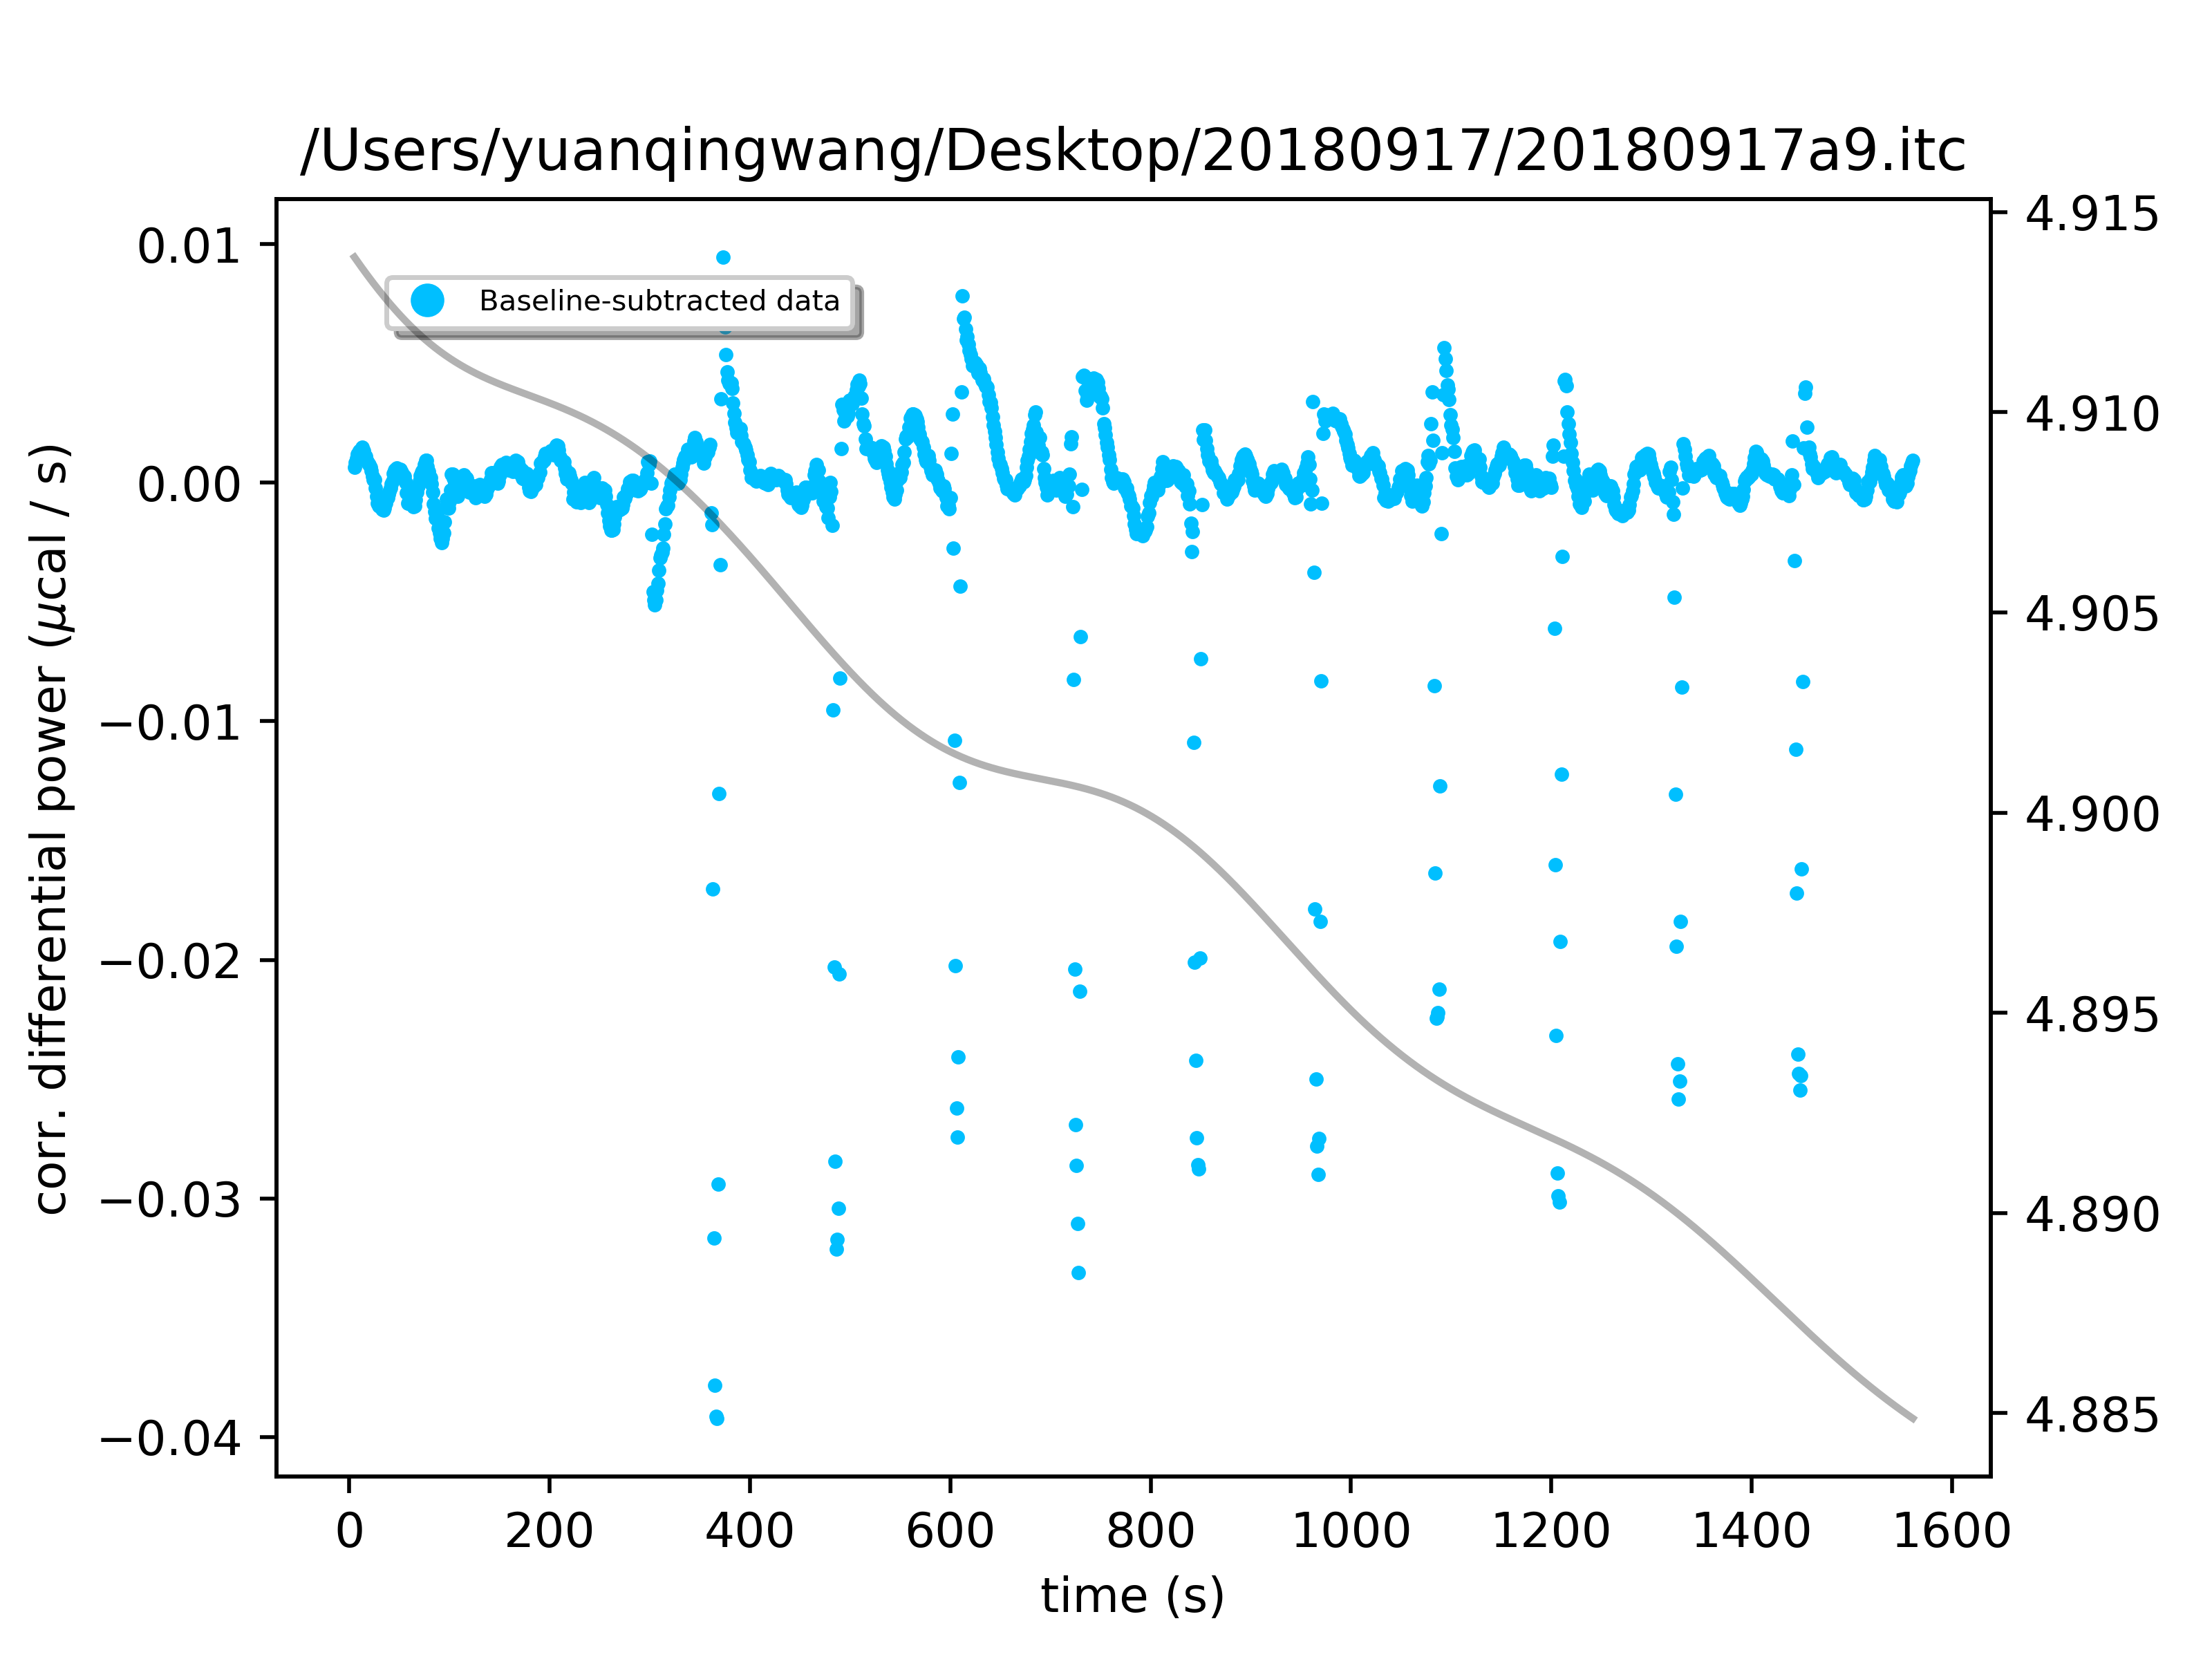 /Users/yuanqingwang/Desktop/20180917/20180917a9.itc
Baseline-subtracted data
corr. differential power (μcal / s)
0.01
0.00
−0.01
−0.02
−0.03
−0.04
4.915
4.910
4.905
4.900
4.895
4.890
4.885
0 200 400 600 800 1000 1200 1400 1600
time (s)